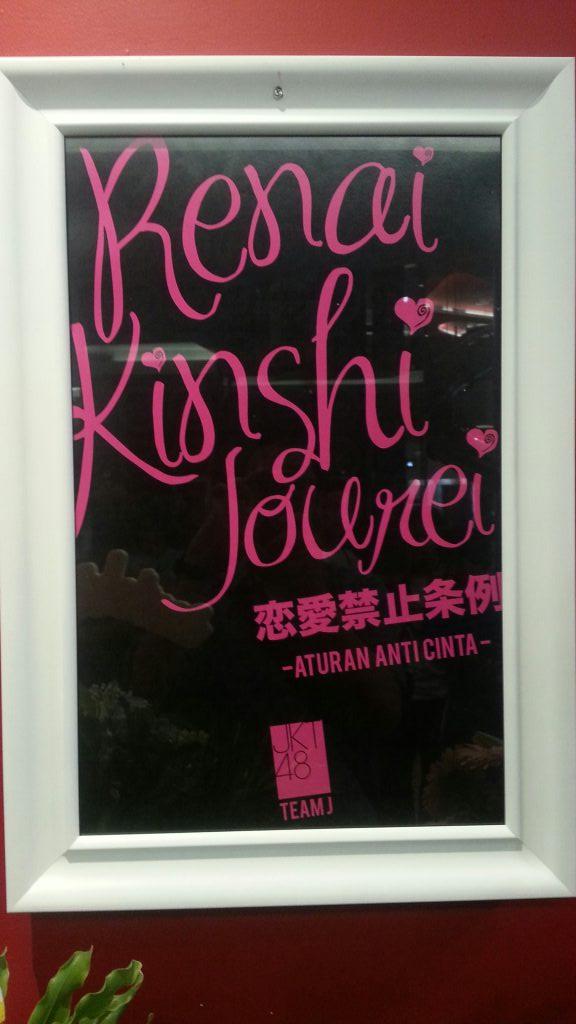 Renai
Kinshi
Jourei
恋愛禁止条例
-ATURAN ANTI CINTA-
JKT
48
TEAM J